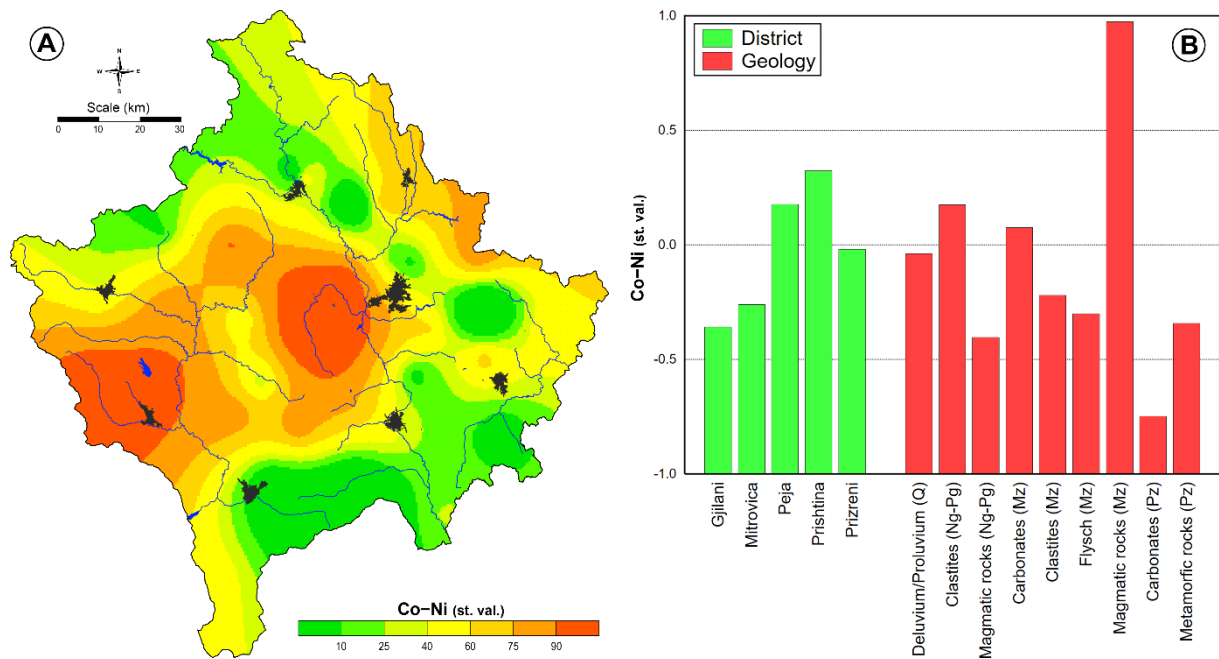 A
N
W E
S
Scale (km)
0 10 20 30
Co–Ni (st. val.)
10 25 50 75 90
B
District
Geology
Co–Ni (st. val.)
1.0
0.5
0.0
-0.5
-1.0
Gjilani
Mitrovica
Peja
Prishtina
Prizreni
Deluvium/Proluvium (Q)
Clastites (Ng-Pg)
Magmatic rocks (Ng-Pg)
Carbonates (Mz)
Clastites (Mz)
Flysch (Mz)
Magmatic rocks (Mz)
Carbonates (Pz)
Metamorfic rocks (Pz)